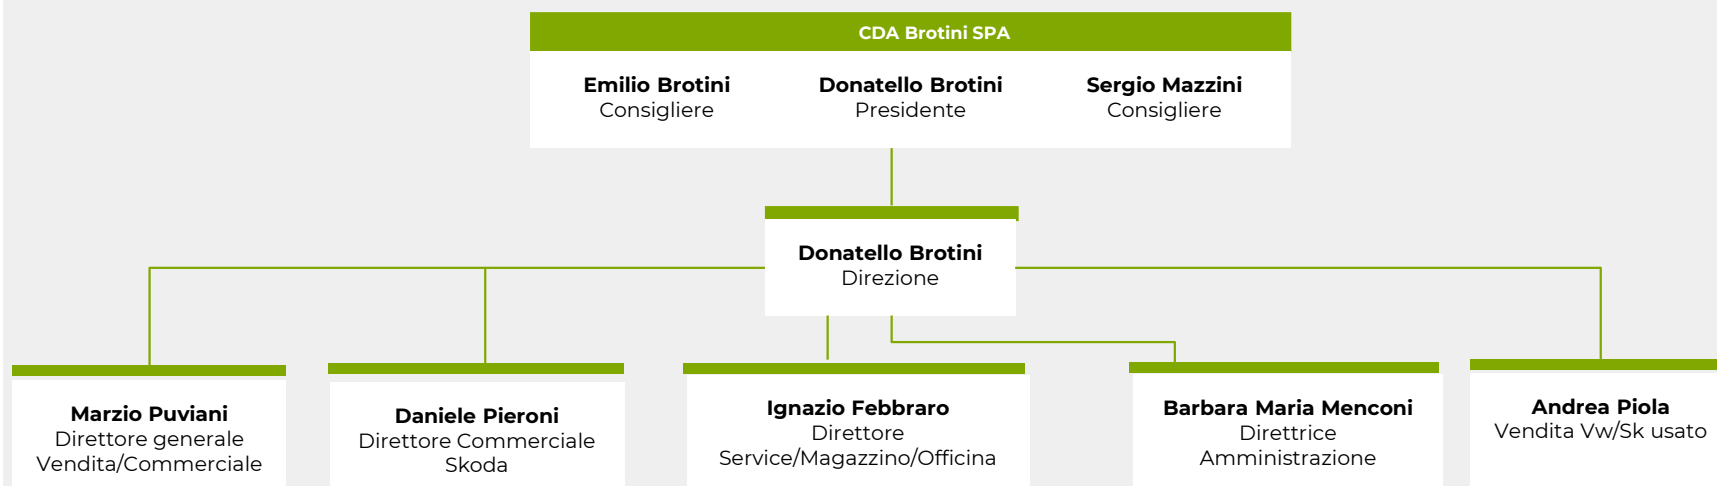 CDA Brotini SPA
Emilio Brotini
Consigliere
Donatello Brotini
Presidente
Sergio Mazzini
Consigliere
Donatello Brotini
Direzione
Marzio Puviani
Direttore generale
Vendita/Commerciale
Daniele Pieroni
Direttore Commerciale
Skoda
Ignazio Febbraro
Direttore
Service/Magazzino/Officina
Barbara Maria Menconi
Direttrice
Amministrazione
Andrea Piola
Vendita Vw/Sk usato